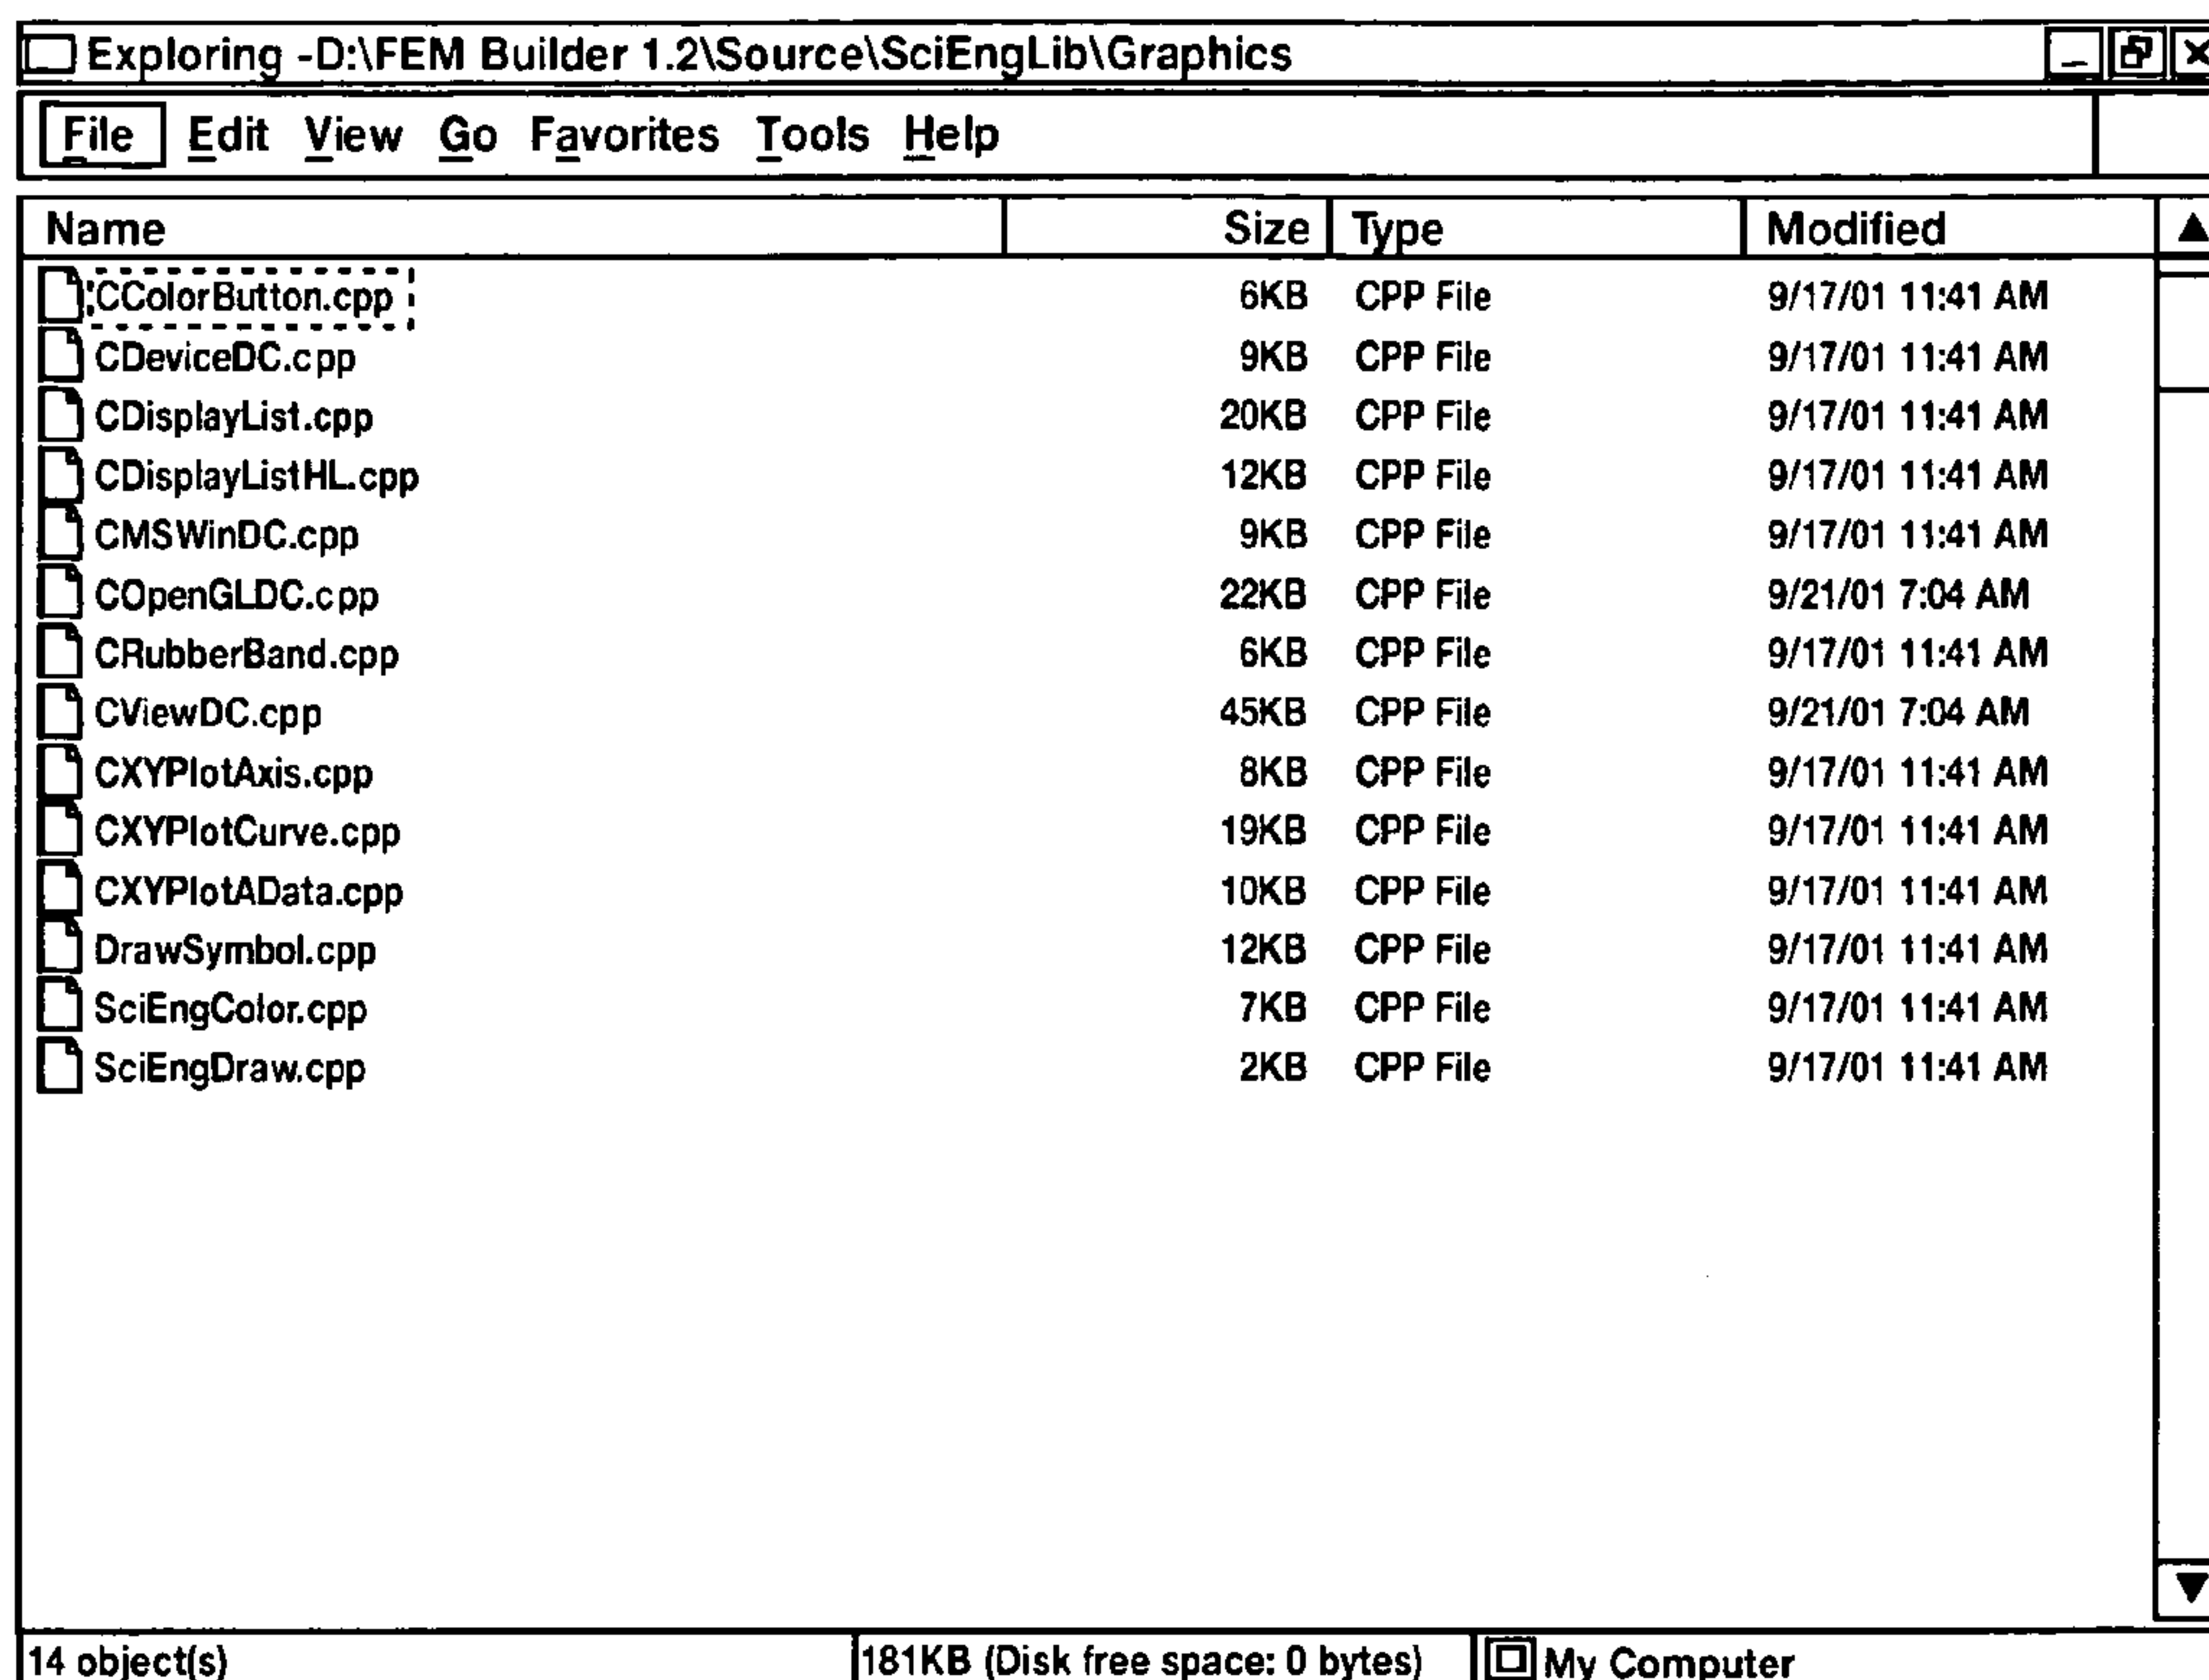 Exploring -D:\FEM Builder 1.2\Source\SciEngLib\Graphics
File Edit View Go Favorites Tools Help
Name Size Type Modified
CColorButton.cpp 6KB CPP File 9/17/01 11:41 AM
CDeviceDC.cpp 9KB CPP File 9/17/01 11:41 AM
CDisplayList.cpp 20KB CPP File 9/17/01 11:41 AM
CDisplayListHL.cpp 12KB CPP File 9/17/01 11:41 AM
CMSWinDC.cpp 9KB CPP File 9/17/01 11:41 AM
COpenGLDC.cpp 22KB CPP File 9/21/01 7:04 AM
CRubberBand.cpp 6KB CPP File 9/17/01 11:41 AM
CViewDC.cpp 45KB CPP File 9/21/01 7:04 AM
CXYPlotAxis.cpp 8KB CPP File 9/17/01 11:41 AM
CXYPlotCurve.cpp 19KB CPP File 9/17/01 11:41 AM
CXYPlotAData.cpp 10KB CPP File 9/17/01 11:41 AM
DrawSymbol.cpp 12KB CPP File 9/17/01 11:41 AM
SciEngColor.cpp 7KB CPP File 9/17/01 11:41 AM
SciEngDraw.cpp 2KB CPP File 9/17/01 11:41 AM
14 object(s) 181KB (Disk free space: 0 bytes) My Computer